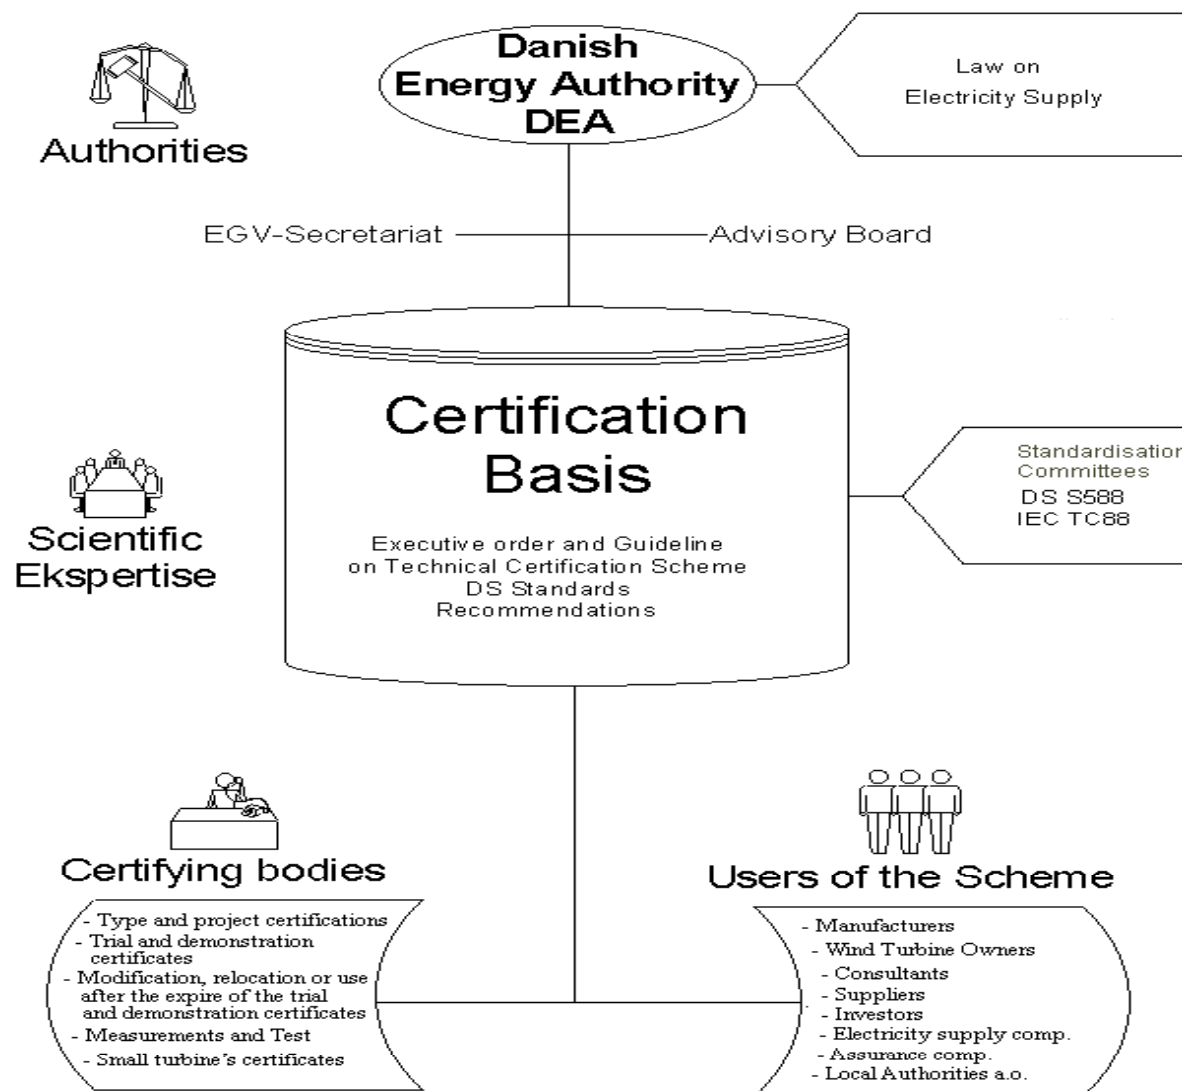 Danish
Energy Authority
DEA
Law on
Electricity Supply
Authorities
EGV-Secretariat
Advisory Board
Certification
Basis
Executive order and Guideline
on Technical Certification Scheme
DS Standards
Recommendations
Standardisation
Committees
DS S588
IEC TC88
Scientific
Ekspertise
Certifying bodies
- Type and project certifications
- Trial and demonstration
certificates
- Modification, relocation or use
after the expire of the trial
and demonstration certificates
- Measurements and Test
- Small turbine's certificates
Users of the Scheme
- Manufacturers
- Wind Turbine Owners
- Consultants
- Suppliers
- Investors
- Electricity supply comp.
- Assurance comp.
- Local Authorities a.o.